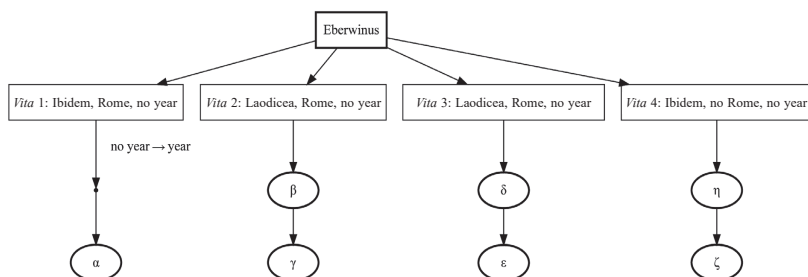 Eberwinus
Vita 1: Ibidem, Rome, no year
Vita 2: Laodicea, Rome, no year
Vita 3: Laodicea, Rome, no year
Vita 4: Ibidem, no Rome, no year
no year → year
β
δ
η
α
γ
ε
ζ